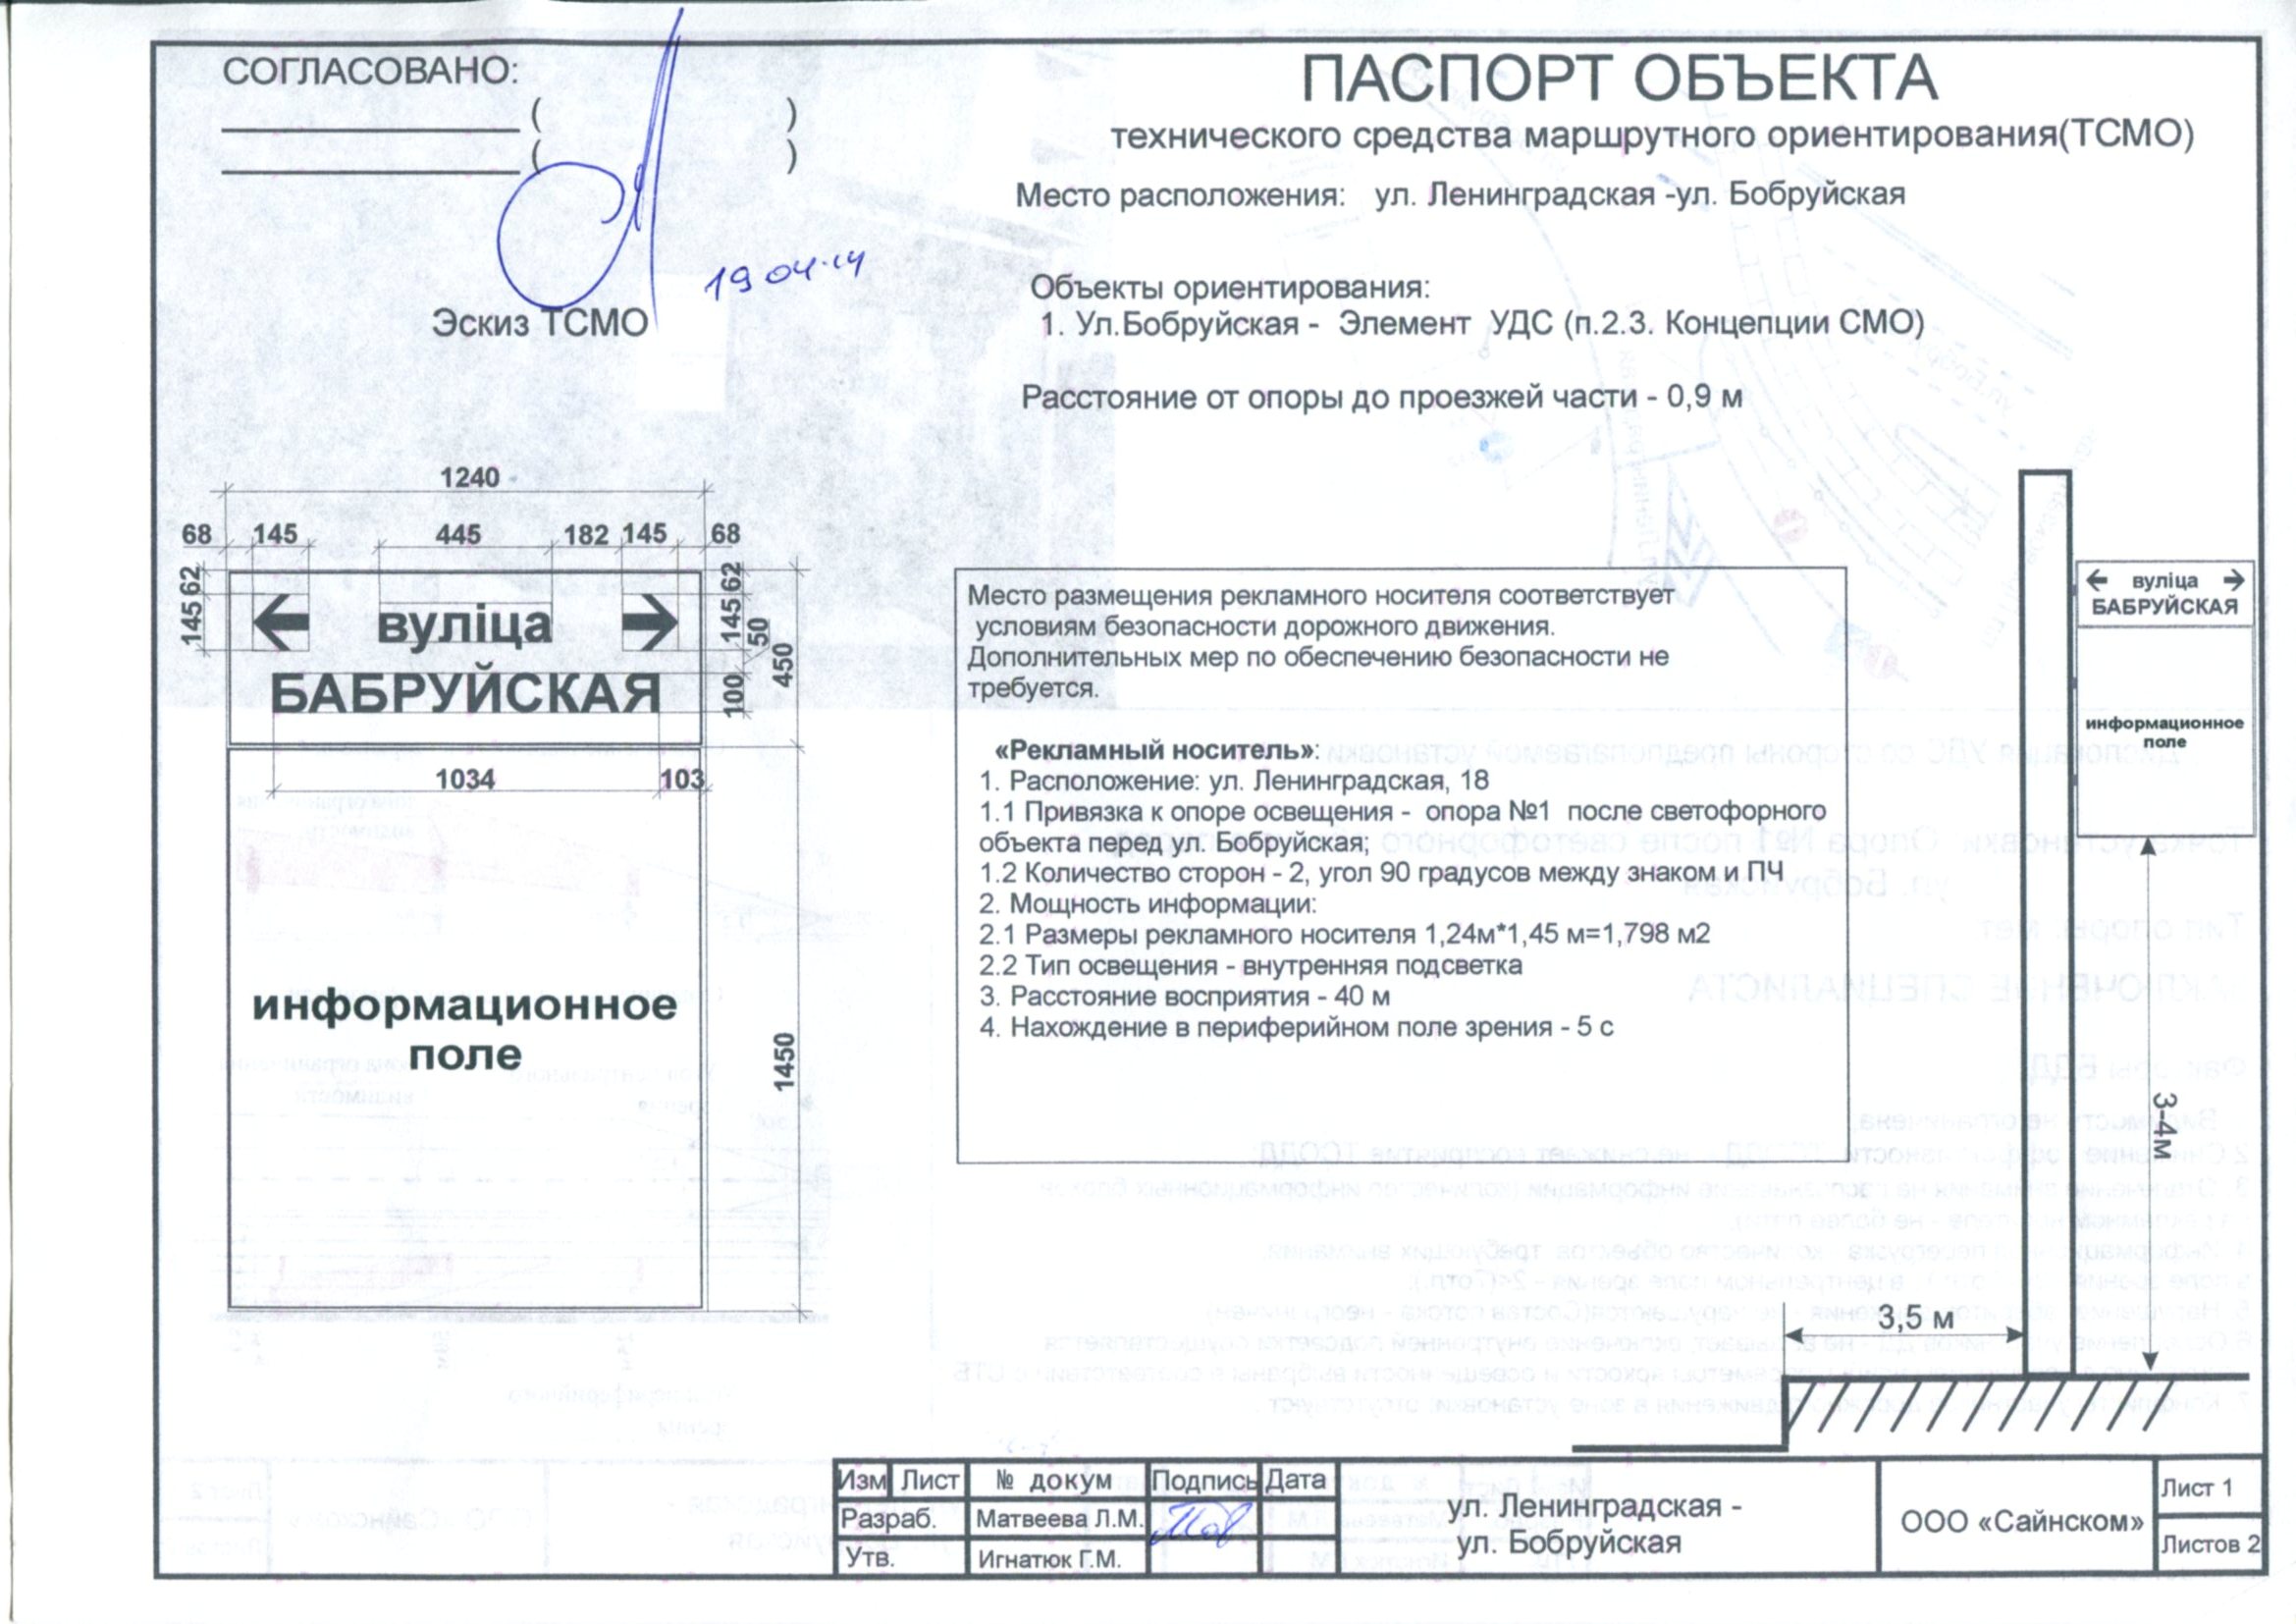 СОГЛАСОВАНО:
( )
( )
19 04.14
Эскиз ТСМО
ПАСПОРТ ОБЪЕКТА
технического средства маршрутного ориентирования(ТСМО)
Место расположения: ул. Ленинградская -ул. Бобруйская
Объекты ориентирования:
1. Ул.Бобруйская - Элемент УДС (п.2.3. Концепции СМО)
Расстояние от опоры до проезжей части - 0,9 м
1240
68 145 445 182 145 68
62
145
62
145
50
100
450
← вуліца →
БАБРУЙСКАЯ
1034 103
информационное
поле
1450
Место размещения рекламного носителя соответствует
условиям безопасности дорожного движения.
Дополнительных мер по обеспечению безопасности не
требуется.
«Рекламный носитель»:
1. Расположение: ул. Ленинградская, 18
1.1 Привязка к опоре освещения - опора №1 после светофорного
объекта перед ул. Бобруйская;
1.2 Количество сторон - 2, угол 90 градусов между знаком и ПЧ
2. Мощность информации:
2.1 Размеры рекламного носителя 1,24м*1,45 м=1,798 м2
2.2 Тип освещения - внутренняя подсветка
3. Расстояние восприятия - 40 м
4. Нахождение в периферийном поле зрения - 5 с
← вуліца →
БАБРУЙСКАЯ
информационное
поле
3-4м
3,5 м
Изм Лист № докум Подпись Дата
Разраб. Матвеева Л.М.
Утв. Игнатюк Г.М.
ул. Ленинградская -
ул. Бобруйская
ООО «Сайнском»
Лист 1
Листов 2